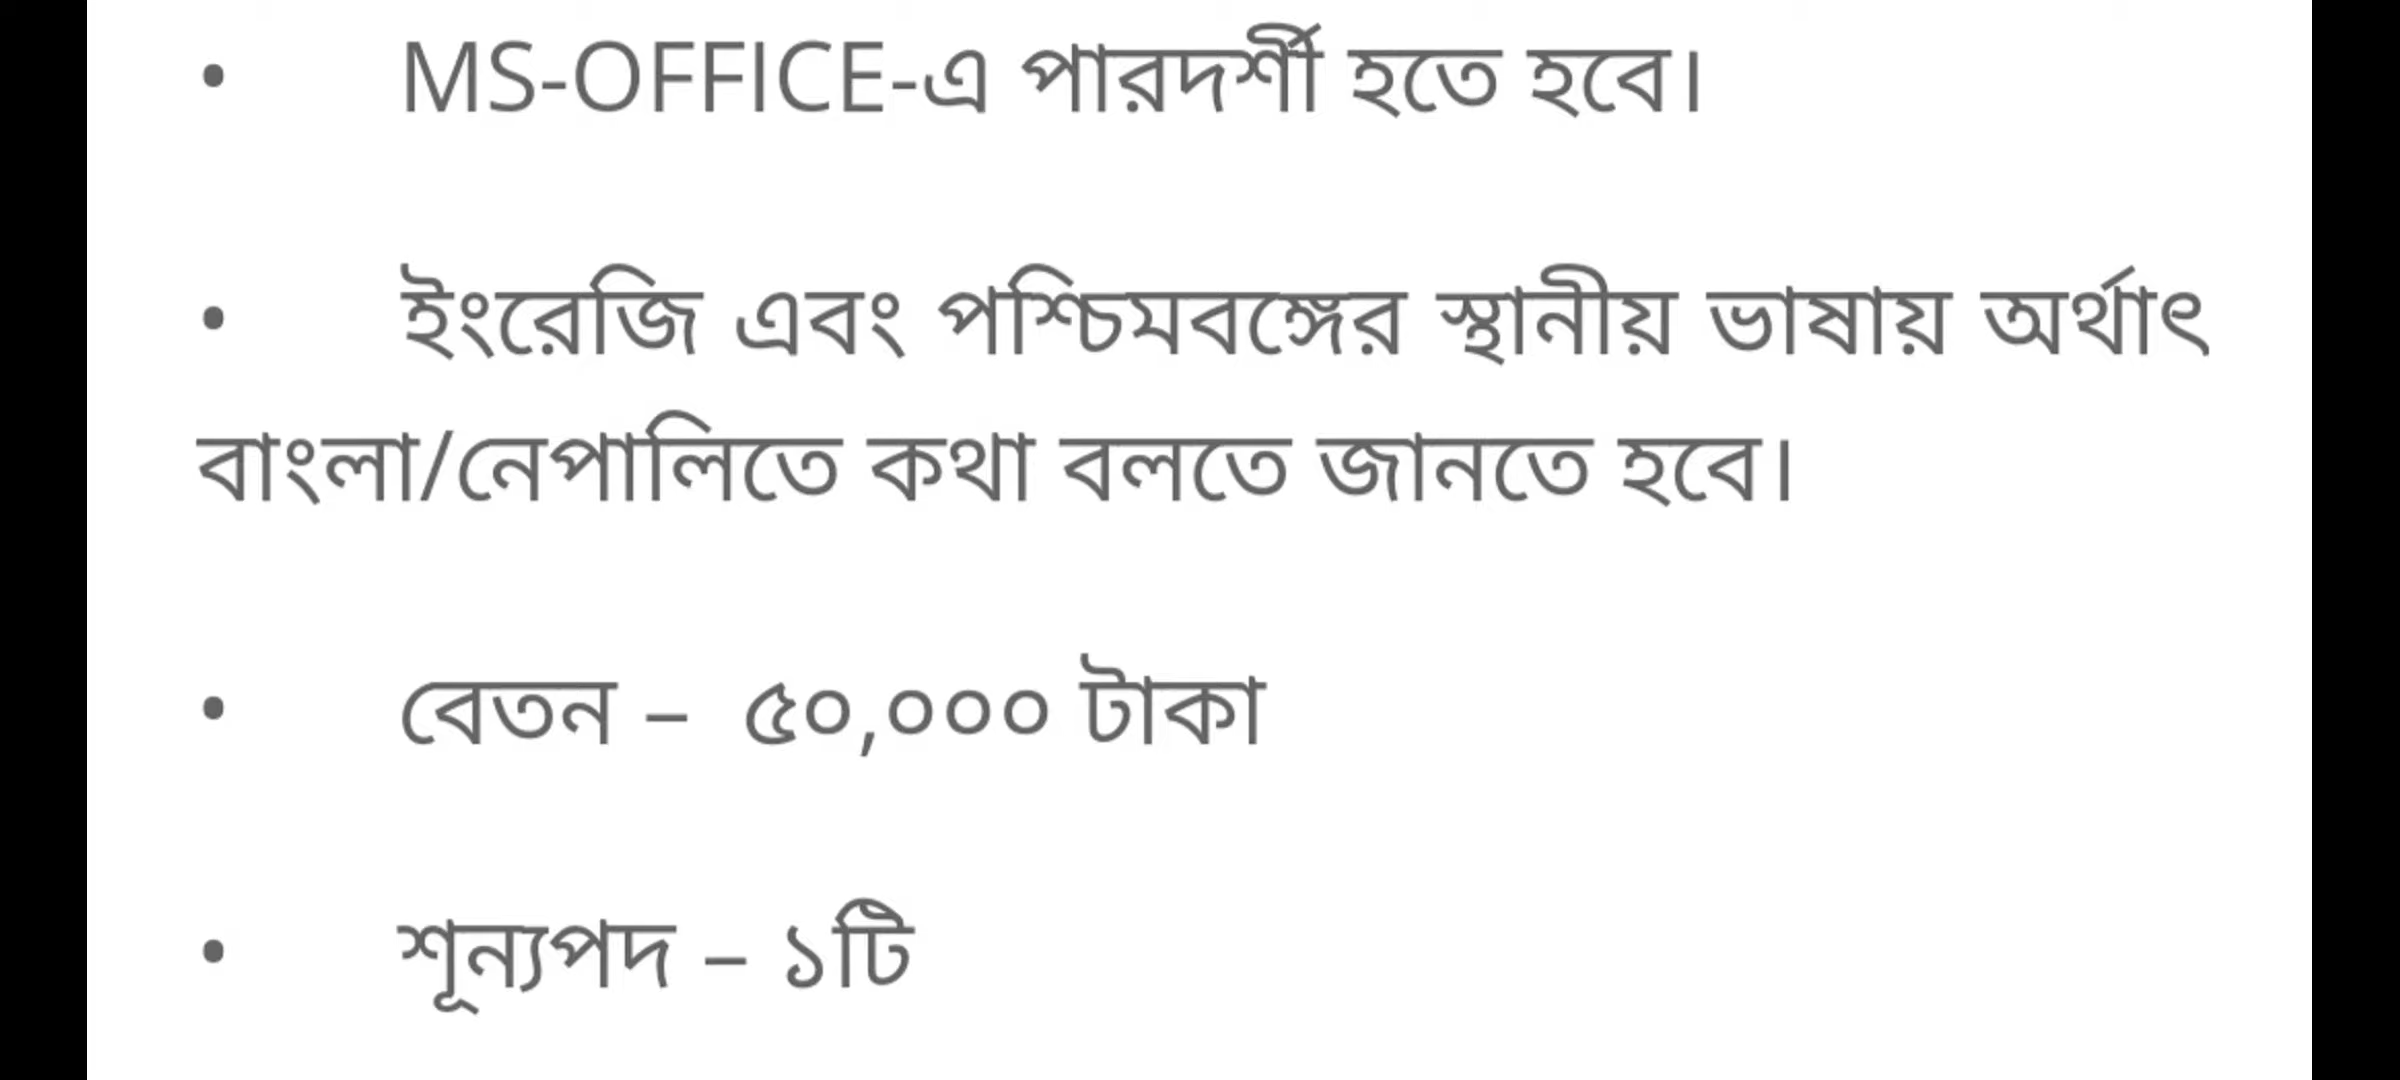 • MS-OFFICE-এ পারদর্শী হতে হবে।
• ইংরেজি এবং পশ্চিমবঙ্গের স্থানীয় ভাষায় অর্থাৎ
বাংলা/নেপালিতে কথা বলতে জানতে হবে।
• বেতন – ৫০,০০০ টাকা
• শূন্যপদ – ১টি